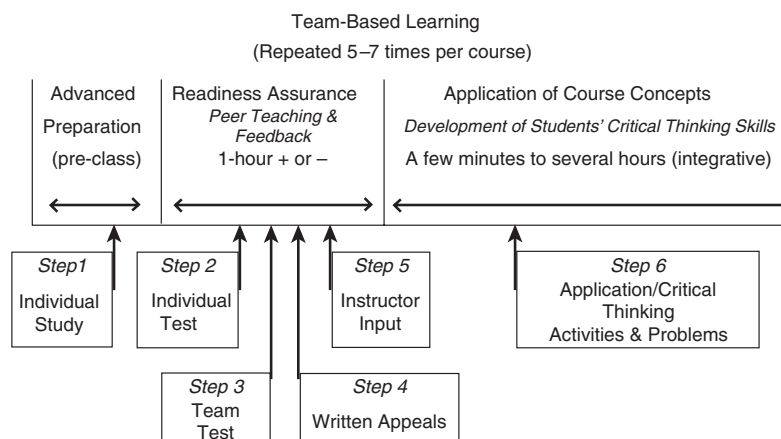 Team-Based Learning
(Repeated 5–7 times per course)
Advanced
Preparation
(pre-class)
Readiness Assurance
Peer Teaching &
Feedback
1-hour + or –
Application of Course Concepts
Development of Students' Critical Thinking Skills
A few minutes to several hours (integrative)
Step1
Individual
Study
Step 2
Individual
Test
Step 5
Instructor
Input
Step 6
Application/Critical
Thinking
Activities & Problems
Step 3
Team
Test
Step 4
Written Appeals